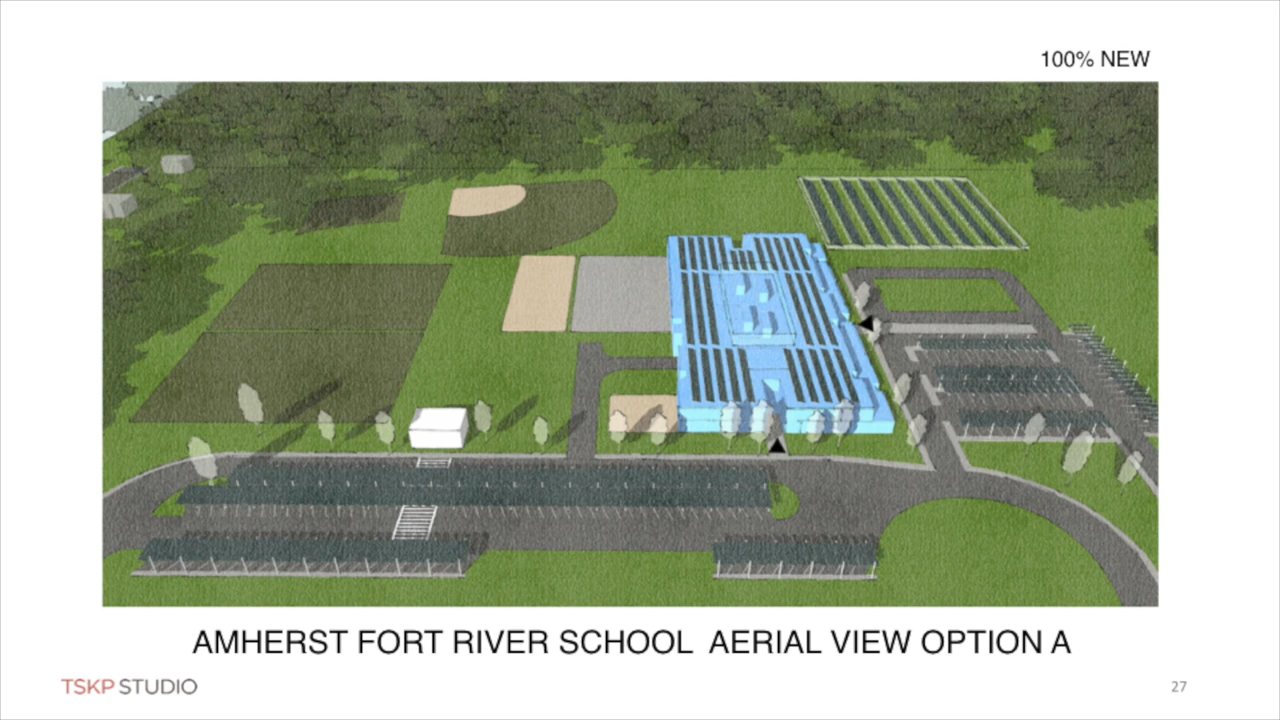 100% NEW
AMHERST FORT RIVER SCHOOL AERIAL VIEW OPTION A
TSKP STUDIO
27